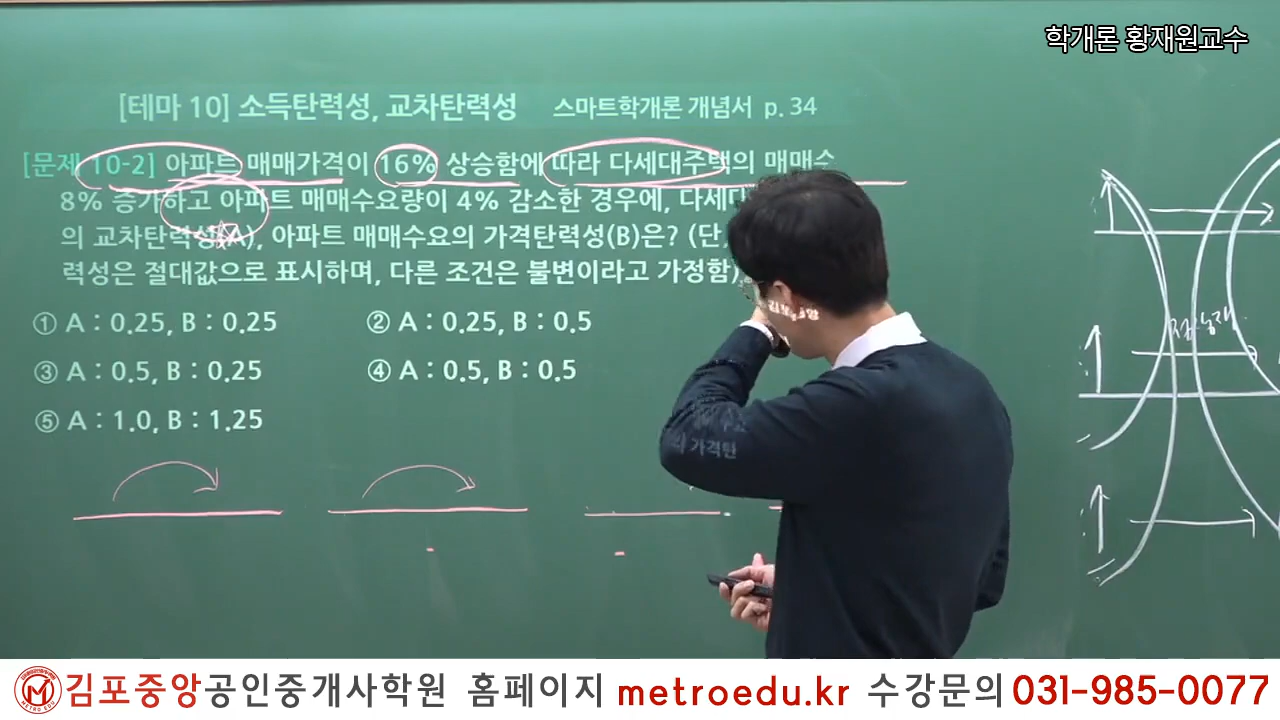 학개론 황재원교수
[테마 10] 소득탄력성, 교차탄력성 스마트학개론 개념서 p. 34
[문제 10-2] 아파트 매매가격이 16% 상승함에 따라 다세대주택의 매매수
8% 증가하고 아파트 매매수요량이 4% 감소한 경우에, 다세대
의 교차탄력성(A), 아파트 매매수요의 가격탄력성(B)은? (단,
력성은 절대값으로 표시하며, 다른 조건은 불변이라고 가정함)
① A : 0.25, B : 0.25 ② A : 0.25, B : 0.5
③ A : 0.5, B : 0.25 ④ A : 0.5, B : 0.5
⑤ A : 1.0, B : 1.25
의 가격탄
김포중앙공인중개사학원 홈페이지 metroedu.kr 수강문의 031-985-0077